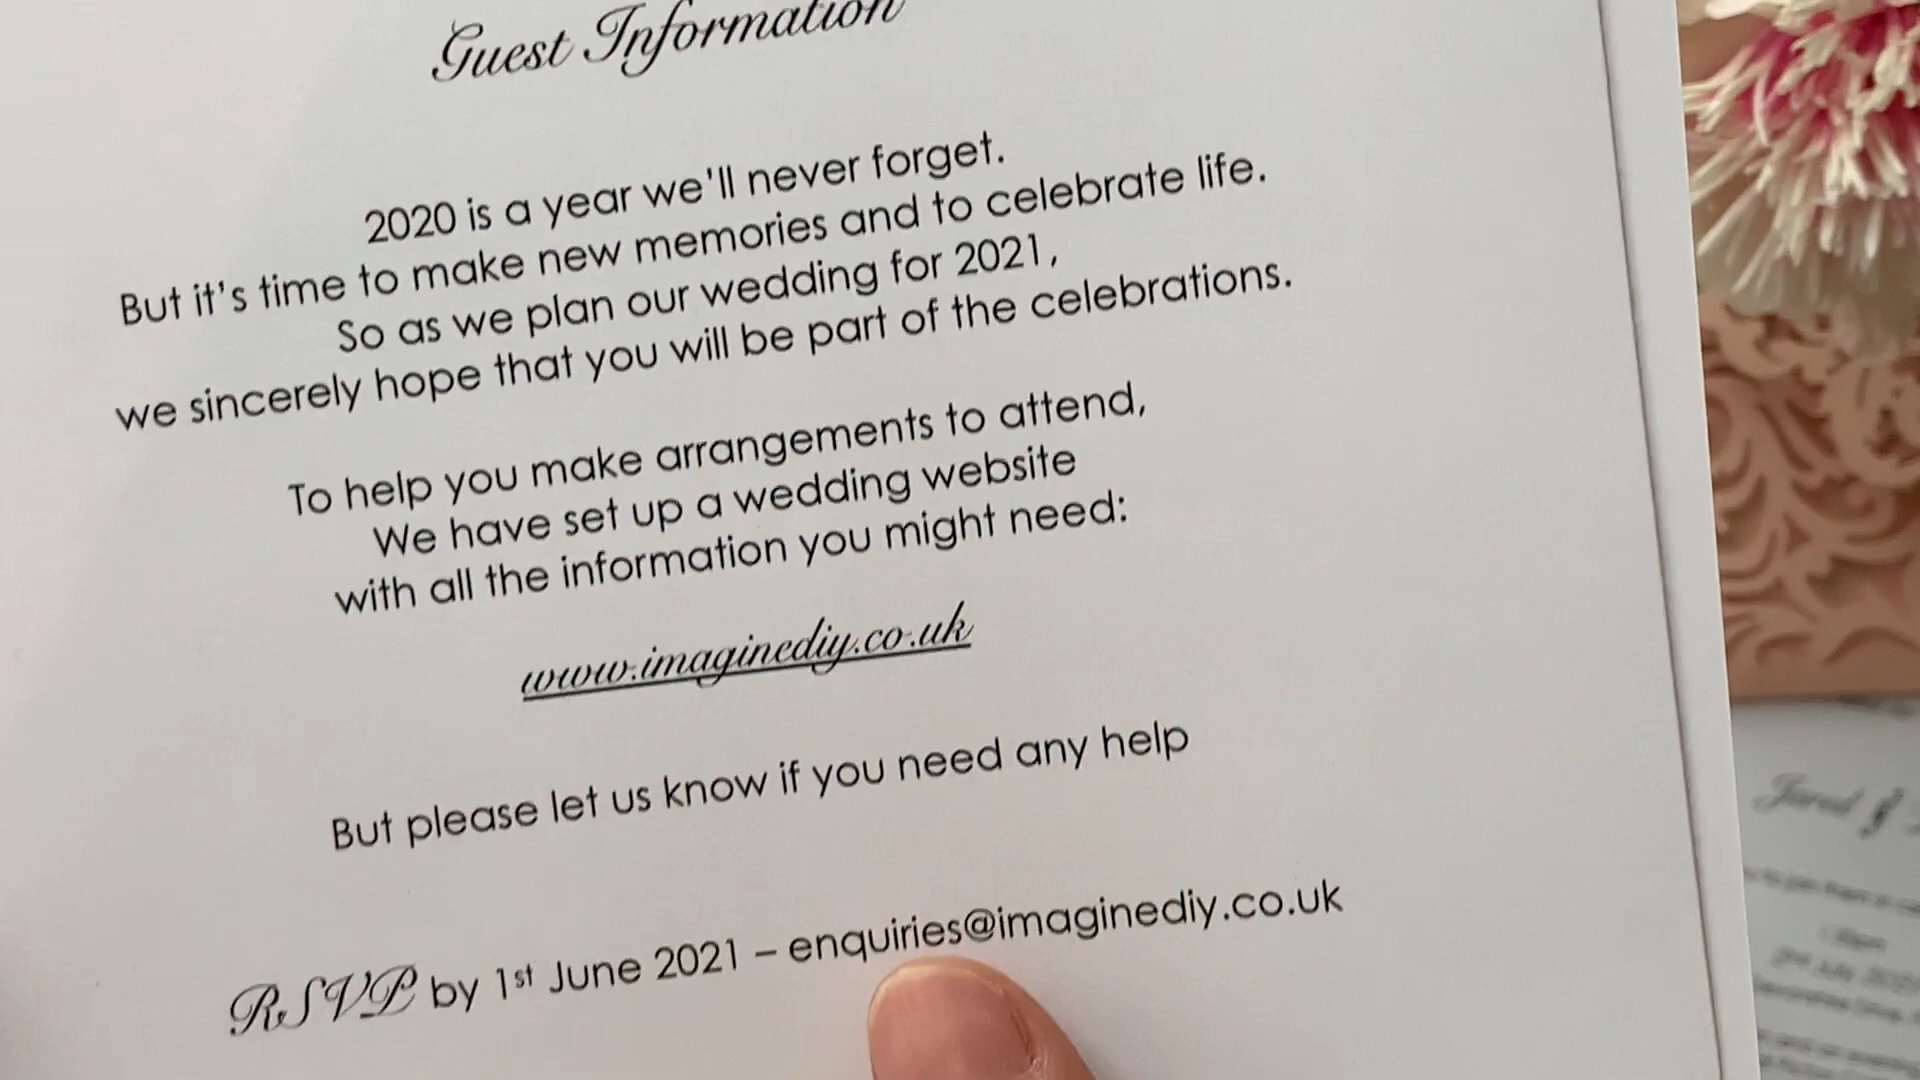 Guest Information
2020 is a year we'll never forget.
But it's time to make new memories and to celebrate life.
So as we plan our wedding for 2021,
we sincerely hope that you will be part of the celebrations.
To help you make arrangements to attend,
We have set up a wedding website
with all the information you might need:
www.imaginediy.co.uk
But please let us know if you need any help
RSVP by 1st June 2021 – enquiries@imaginediy.co.uk
Jared &